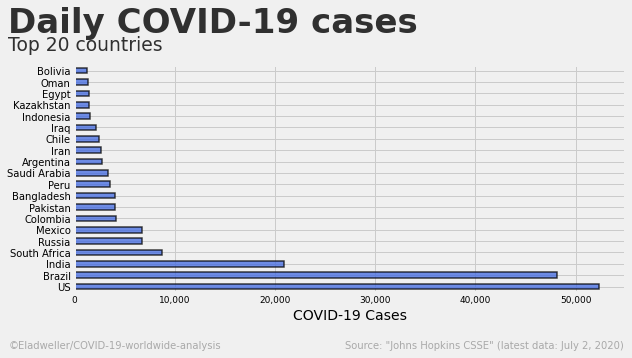 Daily COVID-19 cases
Top 20 countries
Bolivia
Oman
Egypt
Kazakhstan
Indonesia
Iraq
Chile
Iran
Argentina
Saudi Arabia
Peru
Bangladesh
Pakistan
Colombia
Mexico
Russia
South Africa
India
Brazil
US
0 10,000 20,000 30,000 40,000 50,000
COVID-19 Cases
©Eladweller/COVID-19-worldwide-analysis Source: "Johns Hopkins CSSE" (latest data: July 2, 2020)